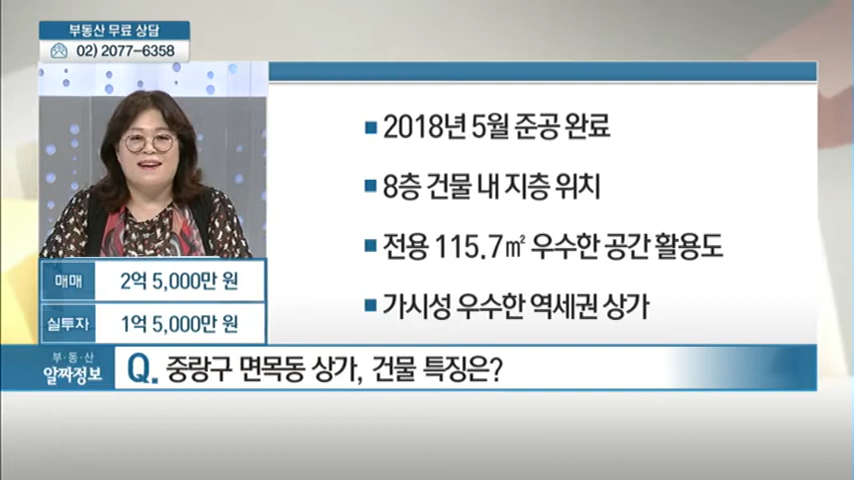 부동산 무료 상담
02) 2077-6358
■ 2018년 5월 준공 완료
■ 8층 건물 내 지층 위치
■ 전용 115.7㎡ 우수한 공간 활용도
■ 가시성 우수한 역세권 상가
매매 2억 5,000만 원
실투자 1억 5,000만 원
부·동·산
알짜정보
Q. 중랑구 면목동 상가, 건물 특징은?